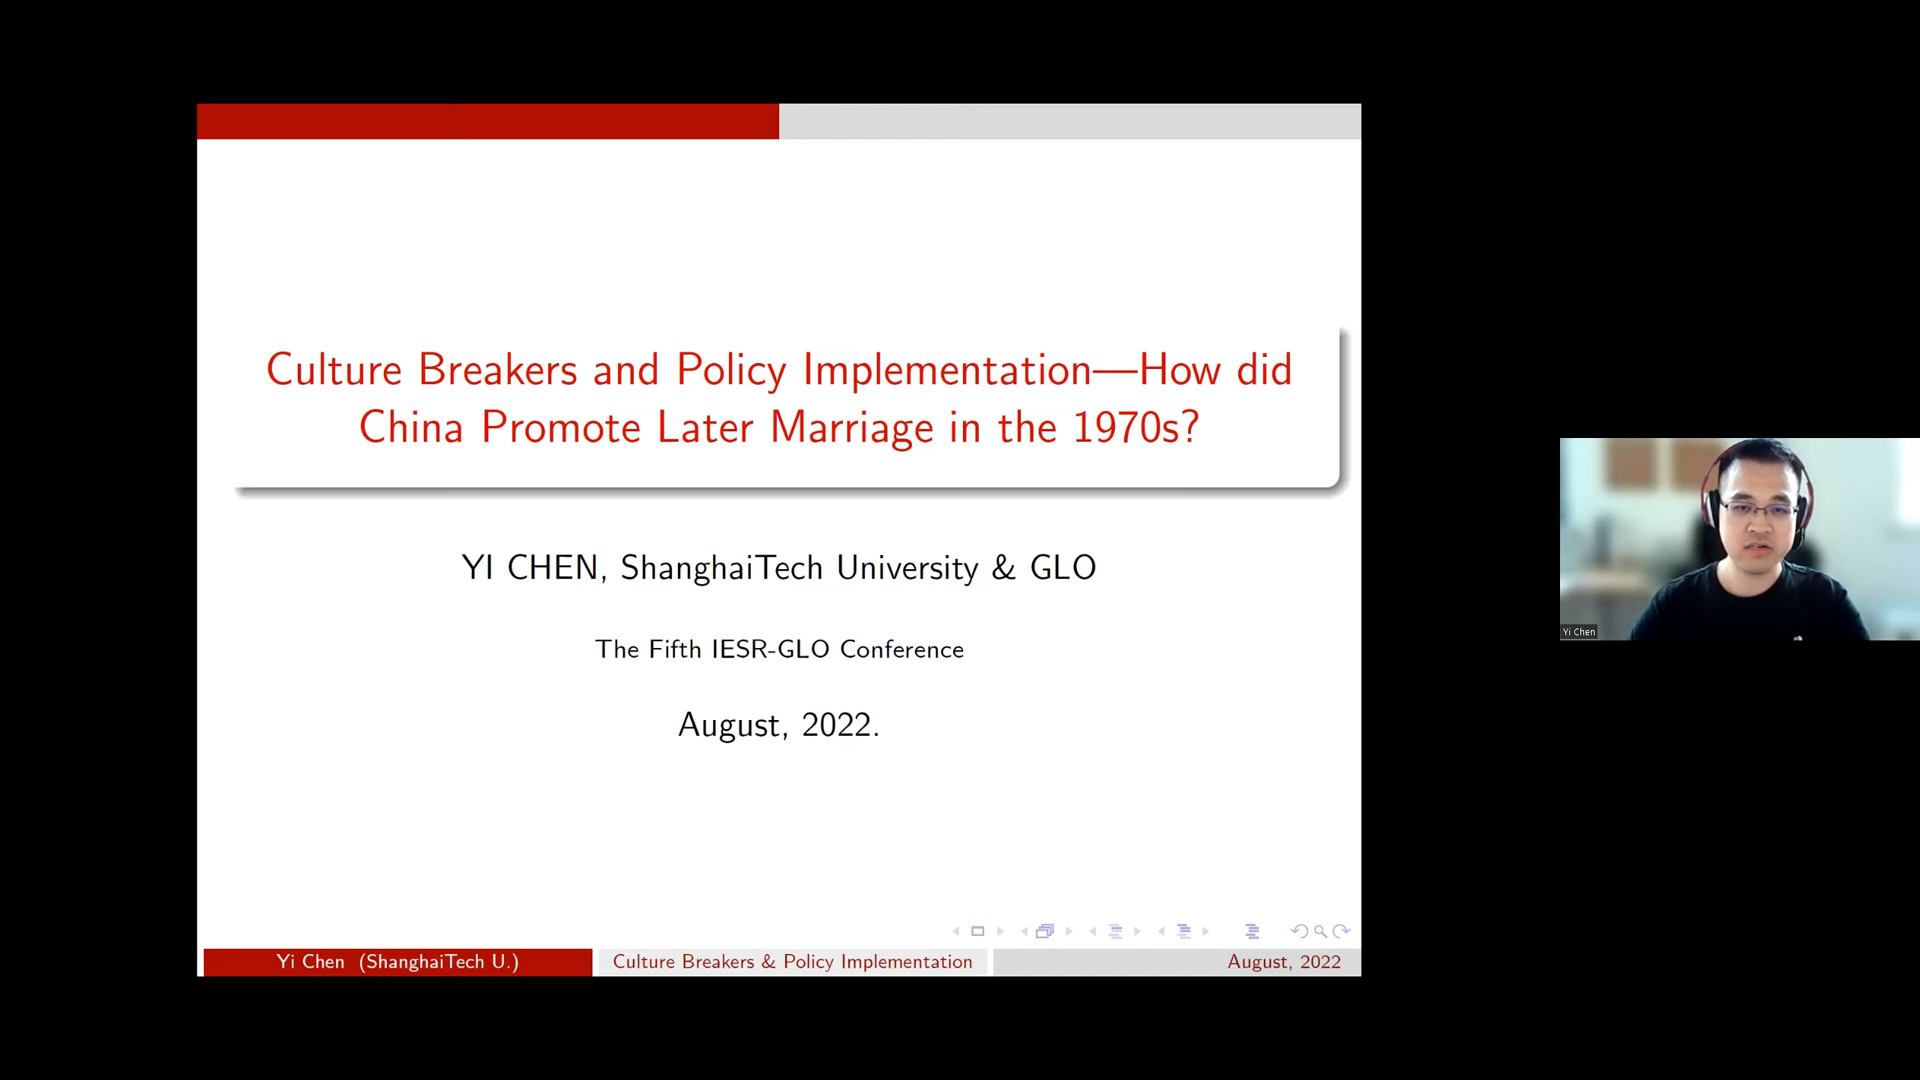 Culture Breakers and Policy Implementation—How did
China Promote Later Marriage in the 1970s?
YI CHEN, ShanghaiTech University & GLO
The Fifth IESR-GLO Conference
August, 2022.
Yi Chen (ShanghaiTech U.)
Culture Breakers & Policy Implementation
August, 2022
Yi Chen